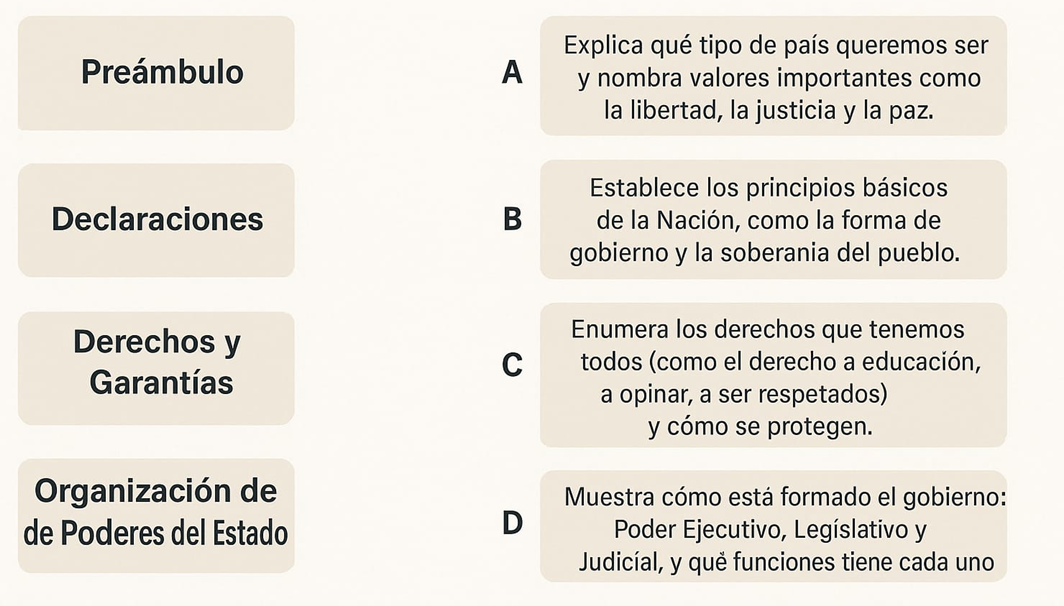 Preámbulo
A
Explica qué tipo de país queremos ser
y nombra valores importantes como
la libertad, la justicia y la paz.
Declaraciones
B
Establece los principios básicos
de la Nación, como la forma de
gobierno y la soberania del pueblo.
Derechos y
Garantías
C
Enumera los derechos que tenemos
todos (como el derecho a educación,
a opinar, a ser respetados)
y cómo se protegen.
Organización de
de Poderes del Estado
D
Muestra cómo está formado el gobierno:
Poder Ejecutivo, Legíslativo y
Judicíal, y qué funciones tiene cada uno